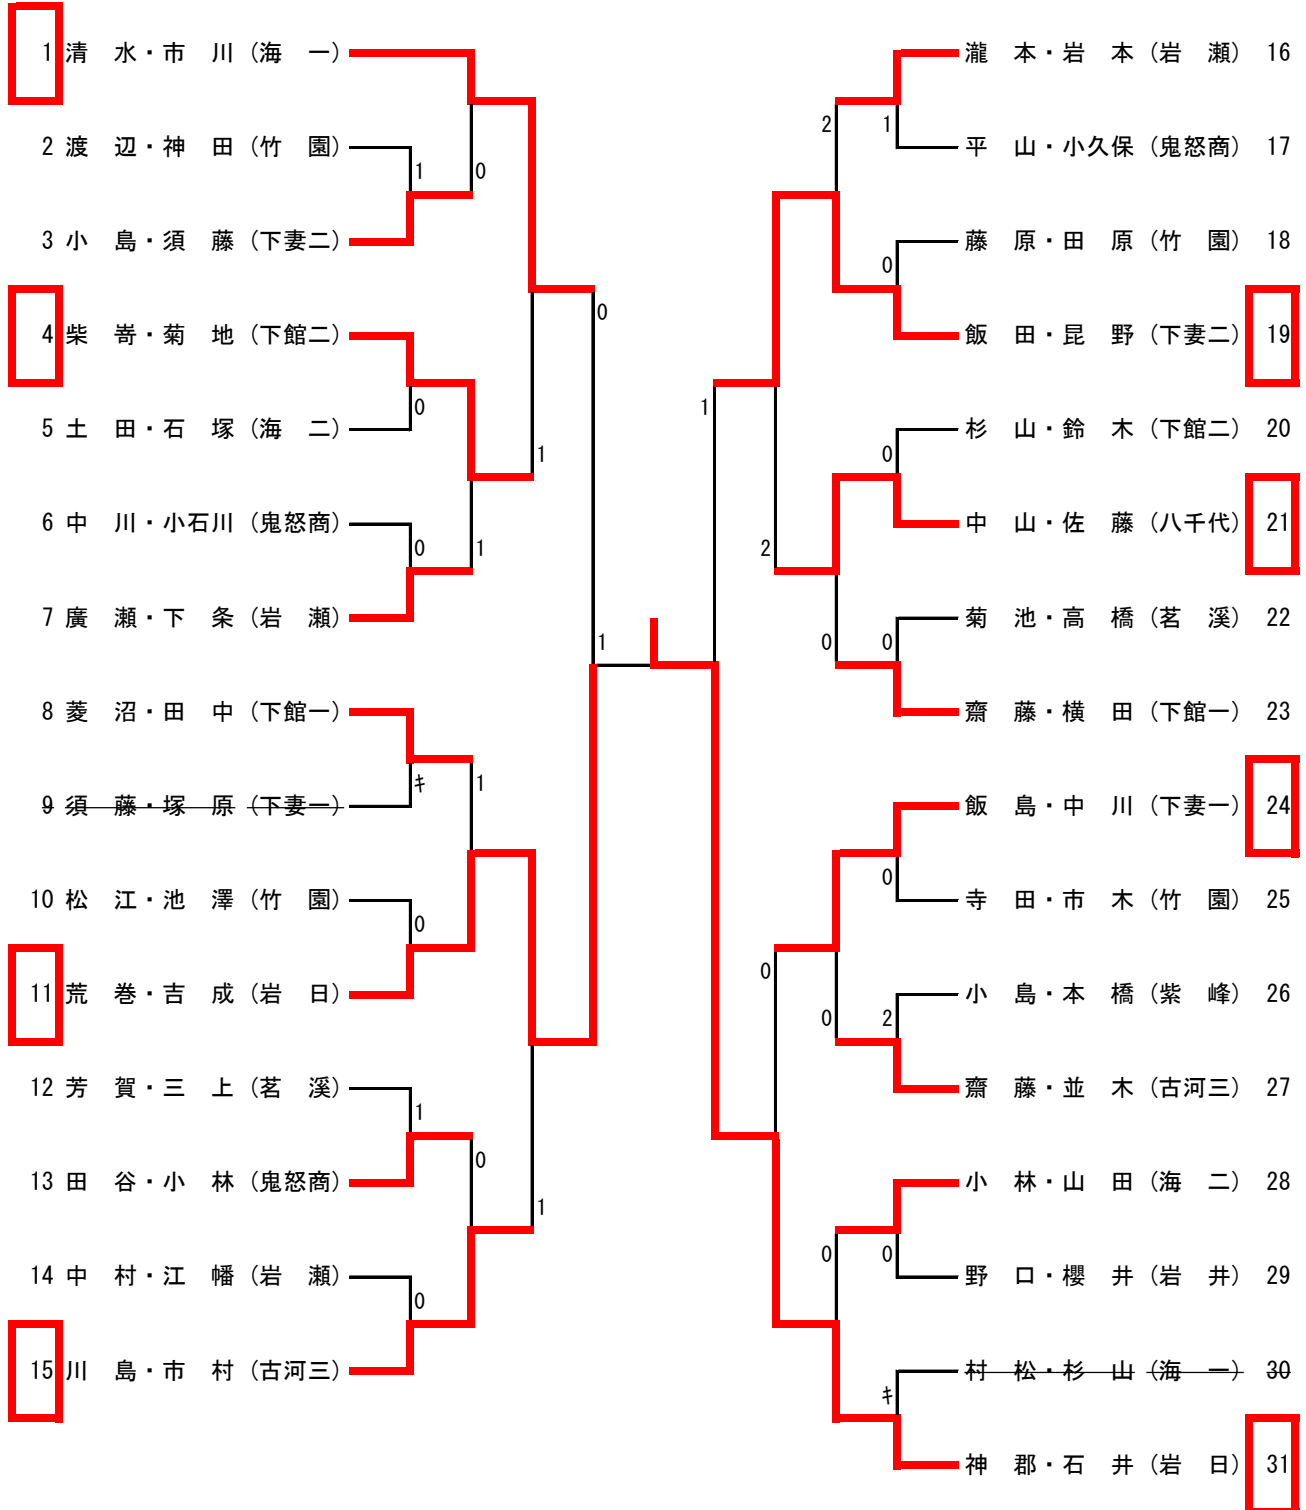 1 清　水・市　川 (海　一)
2 渡　辺・神　田 (竹　園)
1
0
3 小　島・須　藤 (下妻二)
0
4 柴　嵜・菊　地 (下館二)
0
5 土　田・石　塚 (海　二)
1
6 中　川・小石川 (鬼怒商)
0
1
7 廣　瀬・下　条 (岩　瀬)
1
8 菱　沼・田　中 (下館一)
キ
1
9 須　藤・塚　原 (下妻一)
10 松　江・池　澤 (竹　園)
0
11 荒　巻・吉　成 (岩　日)
12 芳　賀・三　上 (茗　溪)
1
0
13 田　谷・小　林 (鬼怒商)
1
14 中　村・江　幡 (岩　瀬)
0
15 川　島・市　村 (古河三)
瀧　本・岩　本 (岩　瀬) 16
2
1
平　山・小久保 (鬼怒商) 17
藤　原・田　原 (竹　園) 18
0
飯　田・昆　野 (下妻二) 19
1
杉　山・鈴　木 (下館二) 20
0
中　山・佐　藤 (八千代) 21
2
菊　池・高　橋 (茗　溪) 22
0
0
齋　藤・横　田 (下館一) 23
飯　島・中　川 (下妻一) 24
0
寺　田・市　木 (竹　園) 25
0
小　島・本　橋 (紫　峰) 26
0
2
齋　藤・並　木 (古河三) 27
小　林・山　田 (海　二) 28
0
0
野　口・櫻　井 (岩　井) 29
村　松・杉　山 (海　一) 30
キ
神　郡・石　井 (岩　日) 31